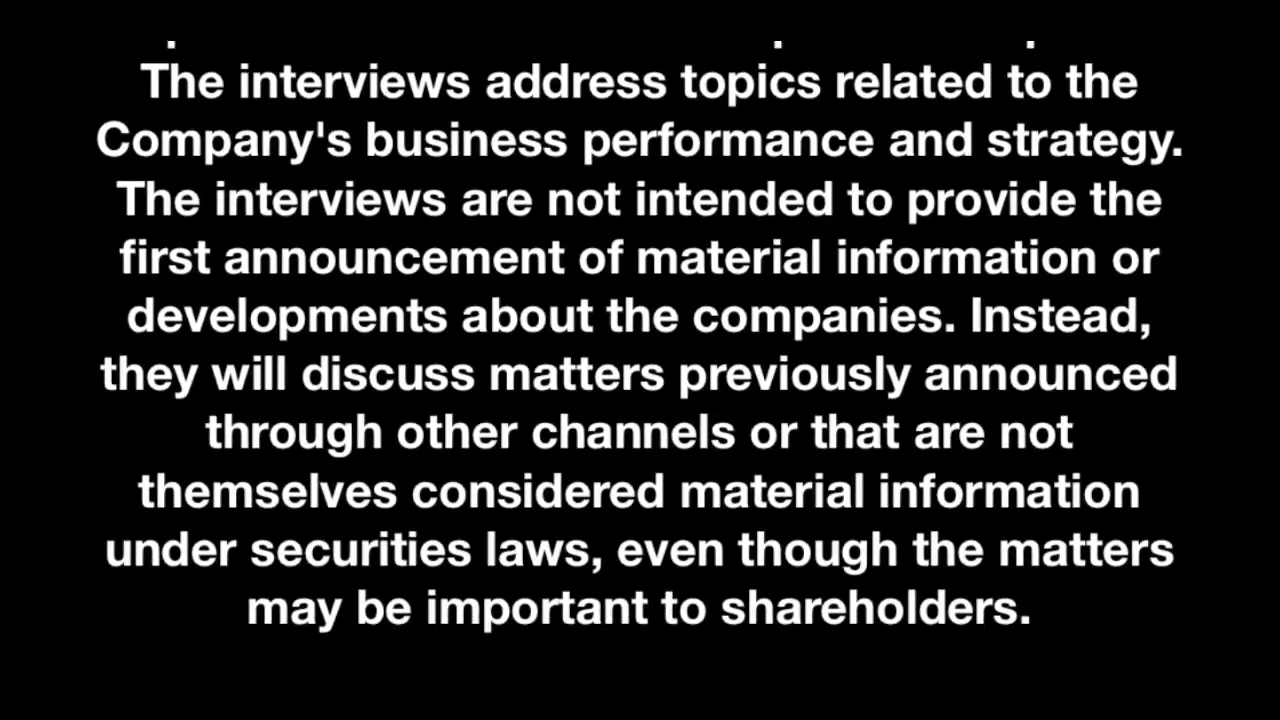 The interviews address topics related to the
Company's business performance and strategy.
The interviews are not intended to provide the
first announcement of material information or
developments about the companies. Instead,
they will discuss matters previously announced
through other channels or that are not
themselves considered material information
under securities laws, even though the matters
may be important to shareholders.